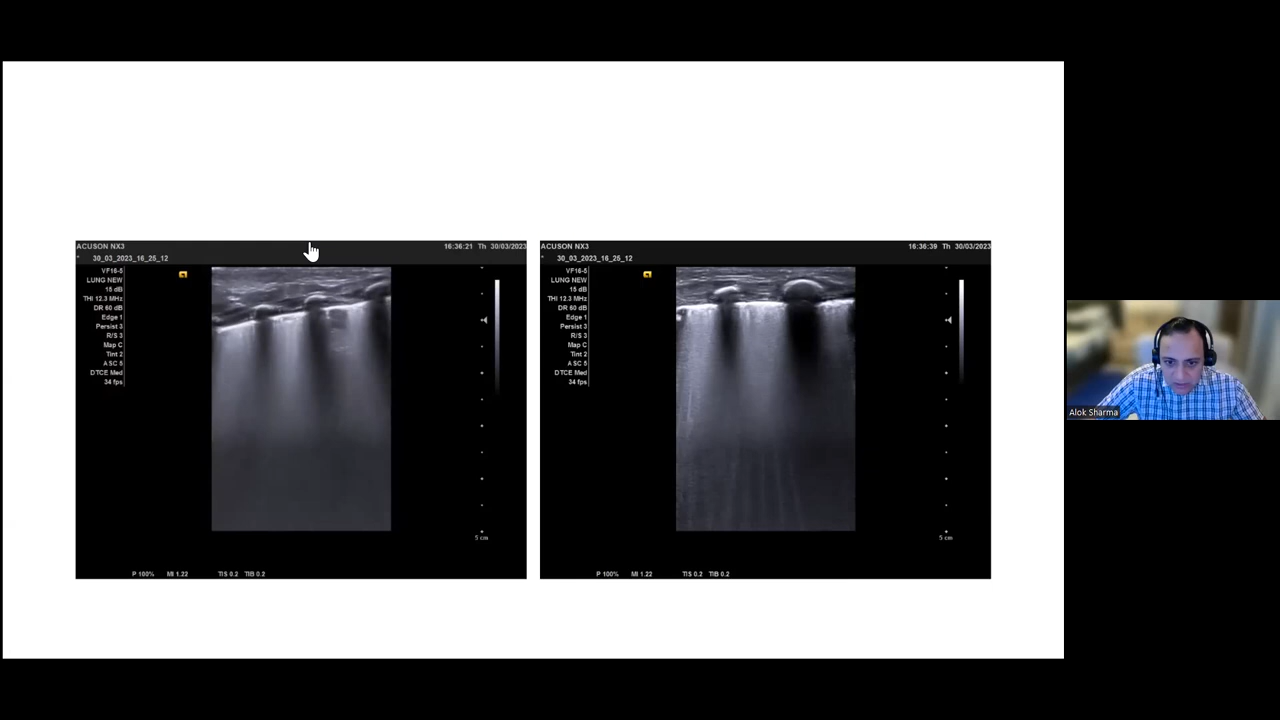 ACUSON NX3 16:36:21 Th 30/03/2023
30_03_2023_16_25_12
VF16-5
LUNG NEW
15 dB
THI 12.3 MHz
DR 60 dB
Edge 1
Persist 3
R/S 3
Map C
Tint 2
ASC 5
DTCE Med
34 fps
5 cm
P 100% MI 1.22 TIS 0.2 TIB 0.2
ACUSON NX3 16:36:39 Th 30/03/2023
30_03_2023_16_25_12
VF16-5
LUNG NEW
15 dB
THI 12.3 MHz
DR 60 dB
Edge 1
Persist 3
R/S 3
Map C
Tint 2
ASC 5
DTCE Med
34 fps
5 cm
P 100% MI 1.22 TIS 0.2 TIB 0.2
Alok Sharma